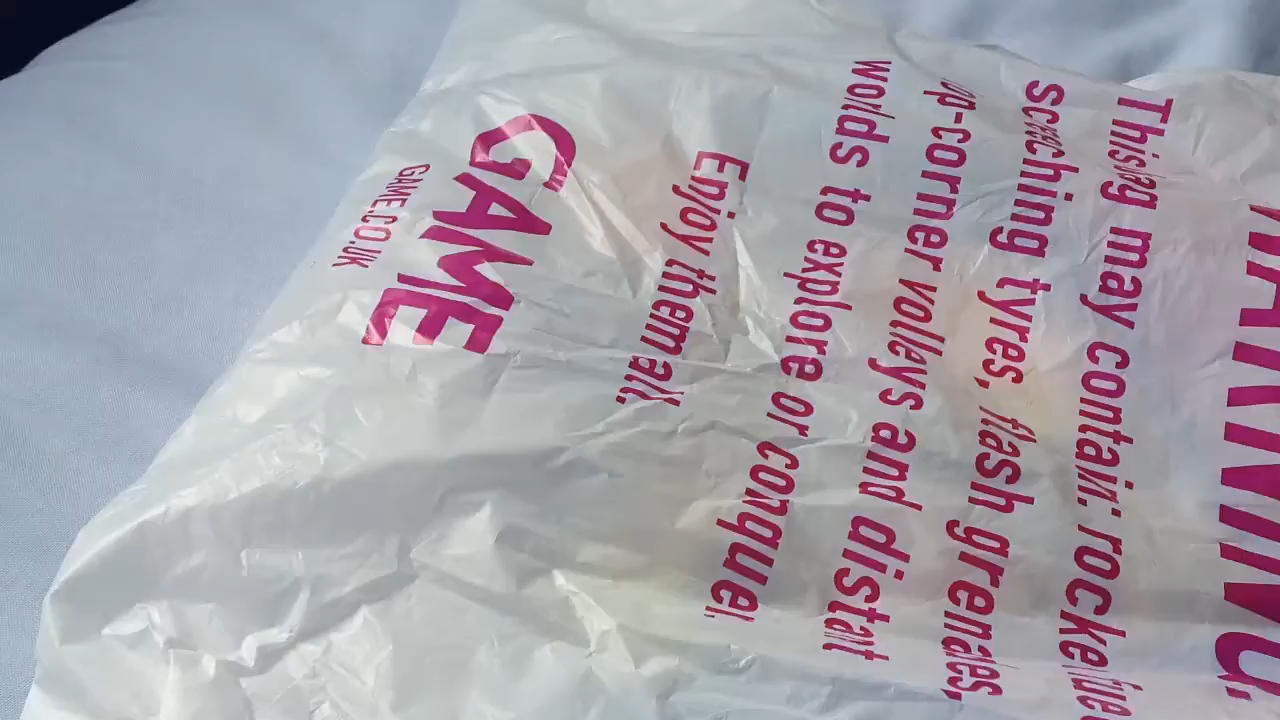 WARNING.
This bag may contain: rocket fuel,
screeching tyres, flash grenades,
top-corner volleys and distant
worlds to explore or conquer.
Enjoy them all.
GAME
GAME.CO.UK